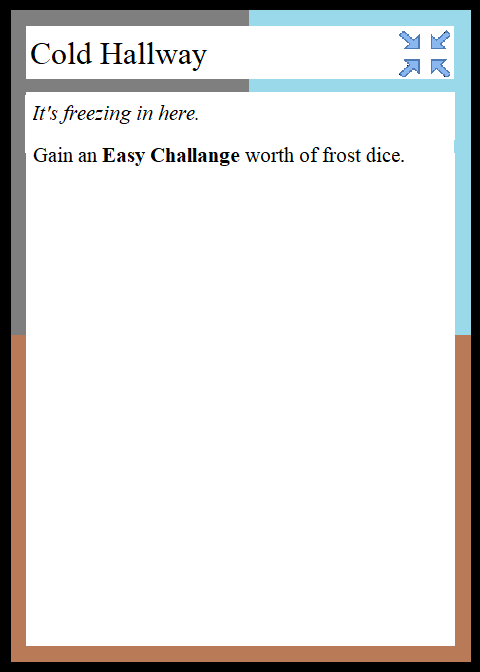 Cold Hallway
It's freezing in here.
Gain an Easy Challange worth of frost dice.